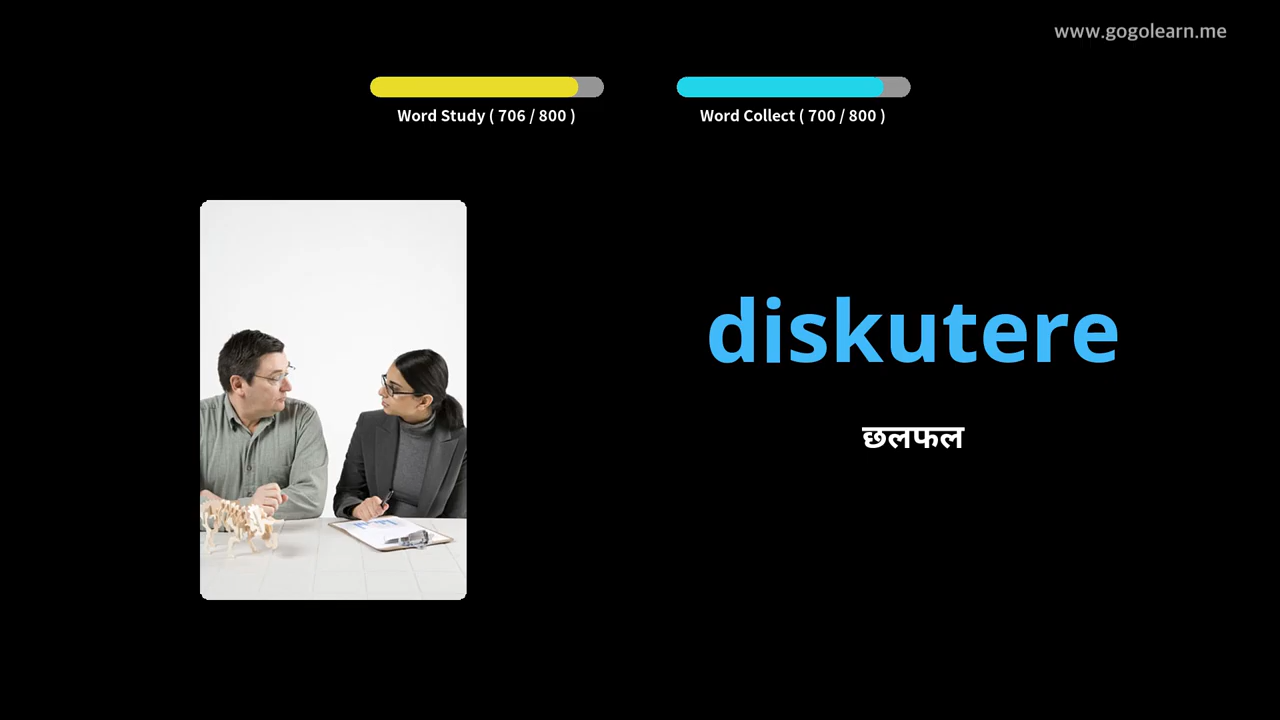 www.gogolearn.me
Word Study ( 706 / 800 )
Word Collect ( 700 / 800 )
diskutere
छलफल